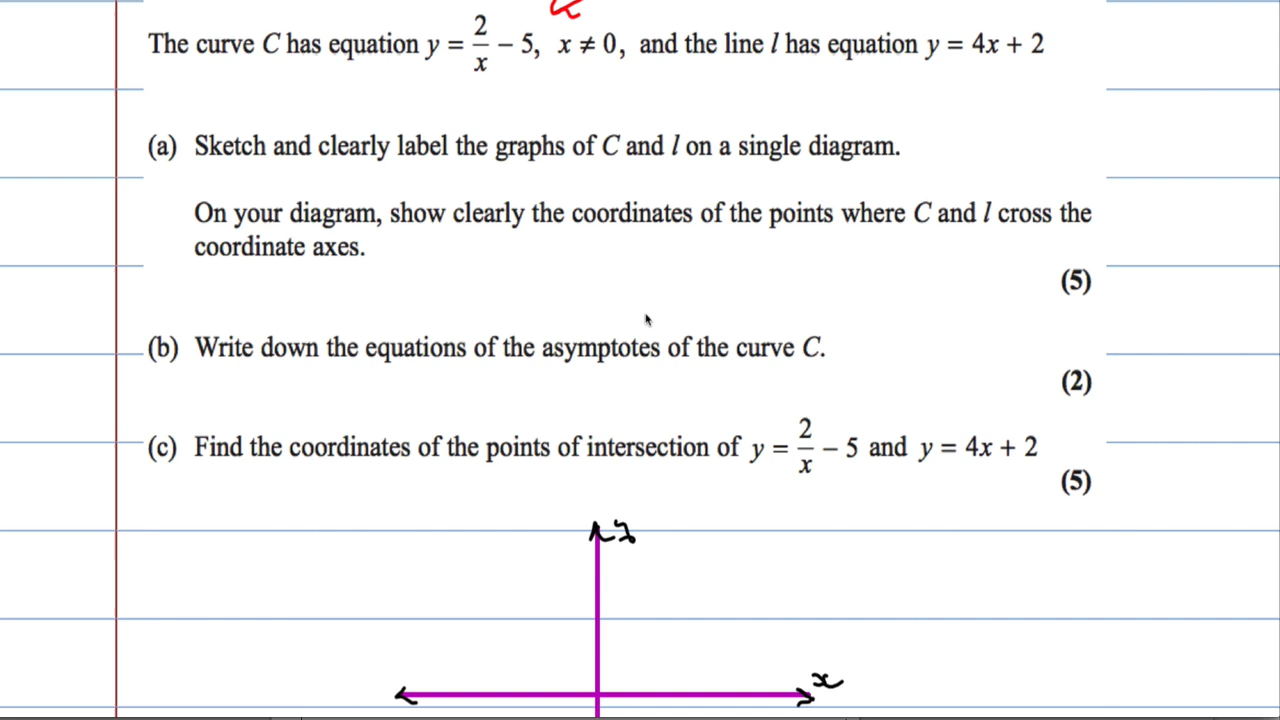 The curve C has equation y = 2/x − 5, x ≠ 0, and the line l has equation y = 4x + 2
(a) Sketch and clearly label the graphs of C and l on a single diagram.
On your diagram, show clearly the coordinates of the points where C and l cross the
coordinate axes.
(5)
(b) Write down the equations of the asymptotes of the curve C.
(2)
(c) Find the coordinates of the points of intersection of y = 2/x − 5 and y = 4x + 2
(5)
y
x